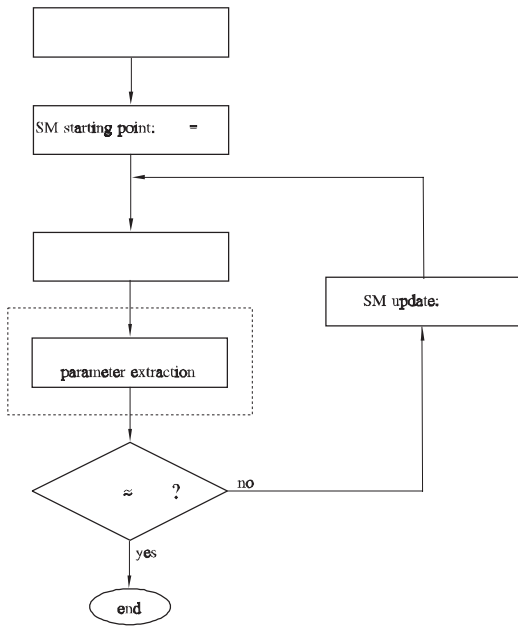 SM starting point: =
SM update:
parameter extraction
≈ ?
no
yes
end